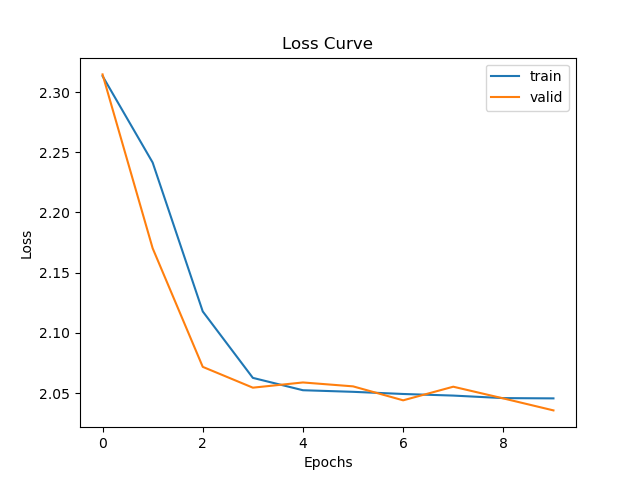 Loss Curve
train
valid
2.30
2.25
2.20
2.15
2.10
2.05
Loss
0
2
4
6
8
Epochs